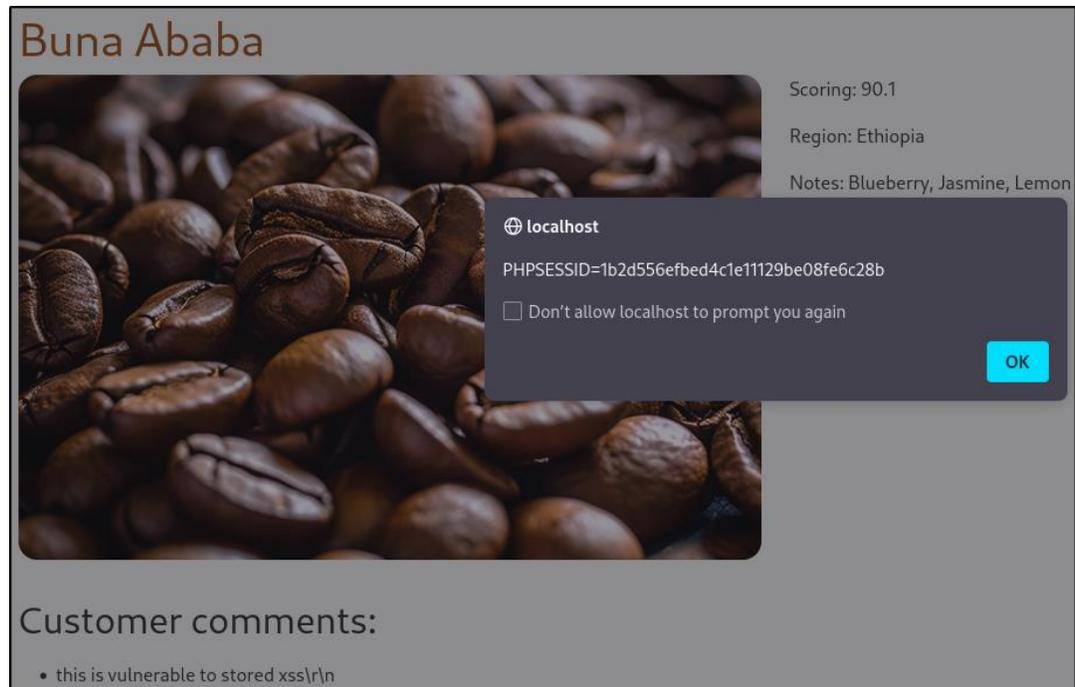 Buna Ababa
Scoring: 90.1
Region: Ethiopia
Notes: Blueberry, Jasmine, Lemon
localhost
PHPSESSID=1b2d556efbed4c1e11129be08fe6c28b
Don't allow localhost to prompt you again
OK
Customer comments:
• this is vulnerable to stored xss\r\n